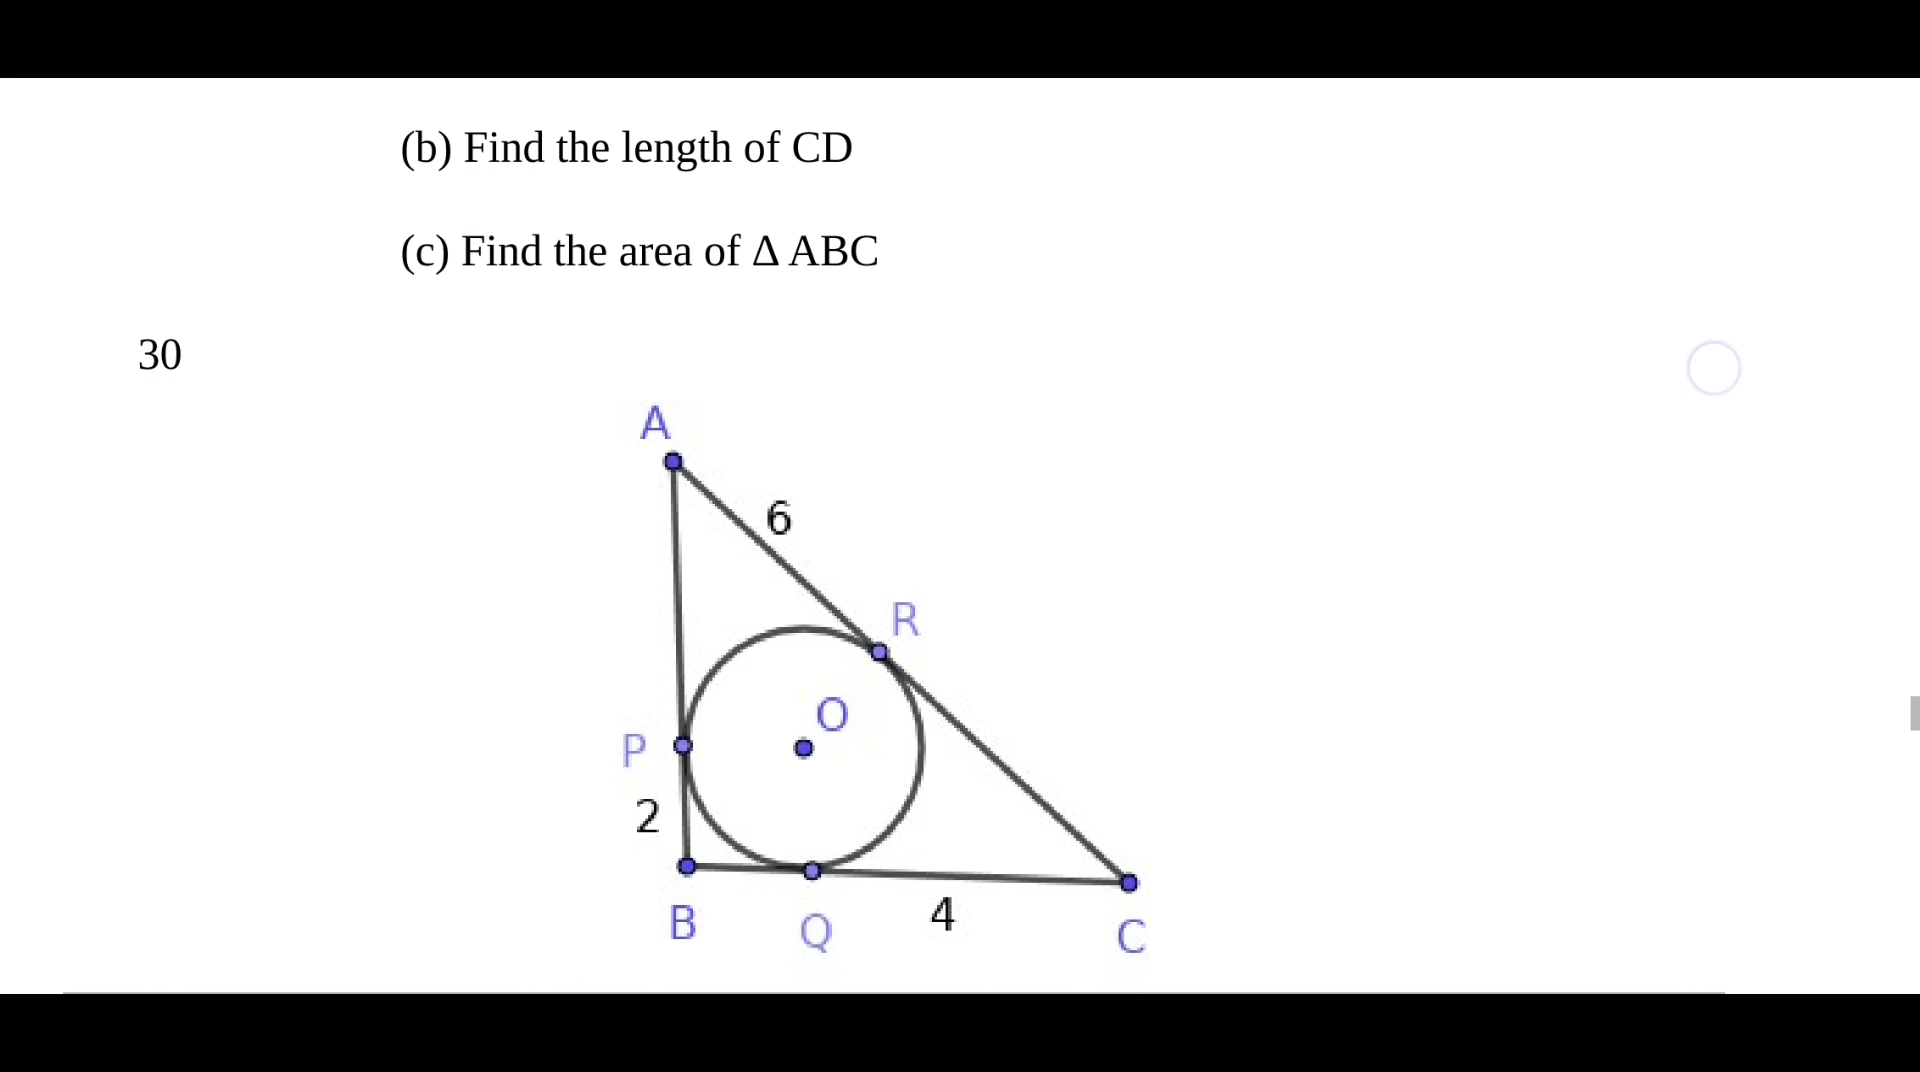 (b) Find the length of CD
(c) Find the area of Δ ABC
30
A
6
R
O
P
2
B
Q
4
C